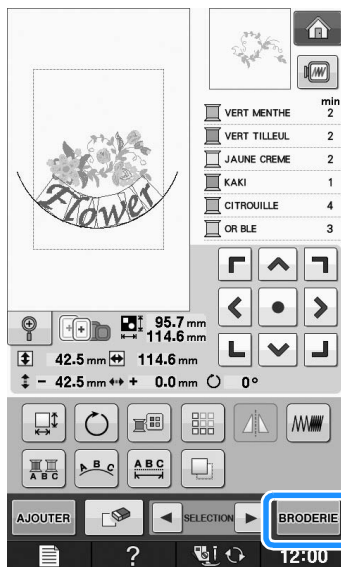 min
VERT MENTHE 2
VERT TILLEUL 2
JAUNE CREME 2
KAKI 1
CITROUILLE 4
OR BLE 3
Flower
95.7 mm
114.6 mm
42.5 mm 114.6 mm
- 42.5 mm + 0.0 mm 0°
A B C A B C A B C
AJOUTER SELECTION BRODERIE
? 12:00